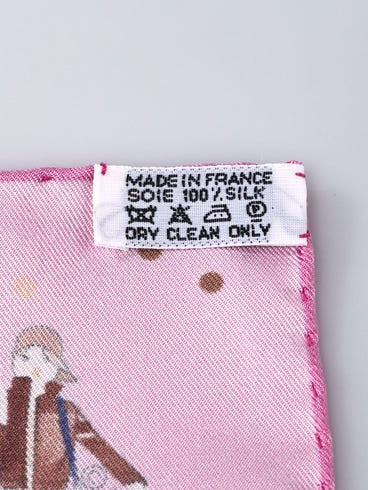 MADE IN FRANCE
SOIE 100% SILK
P
DRY CLEAN ONLY